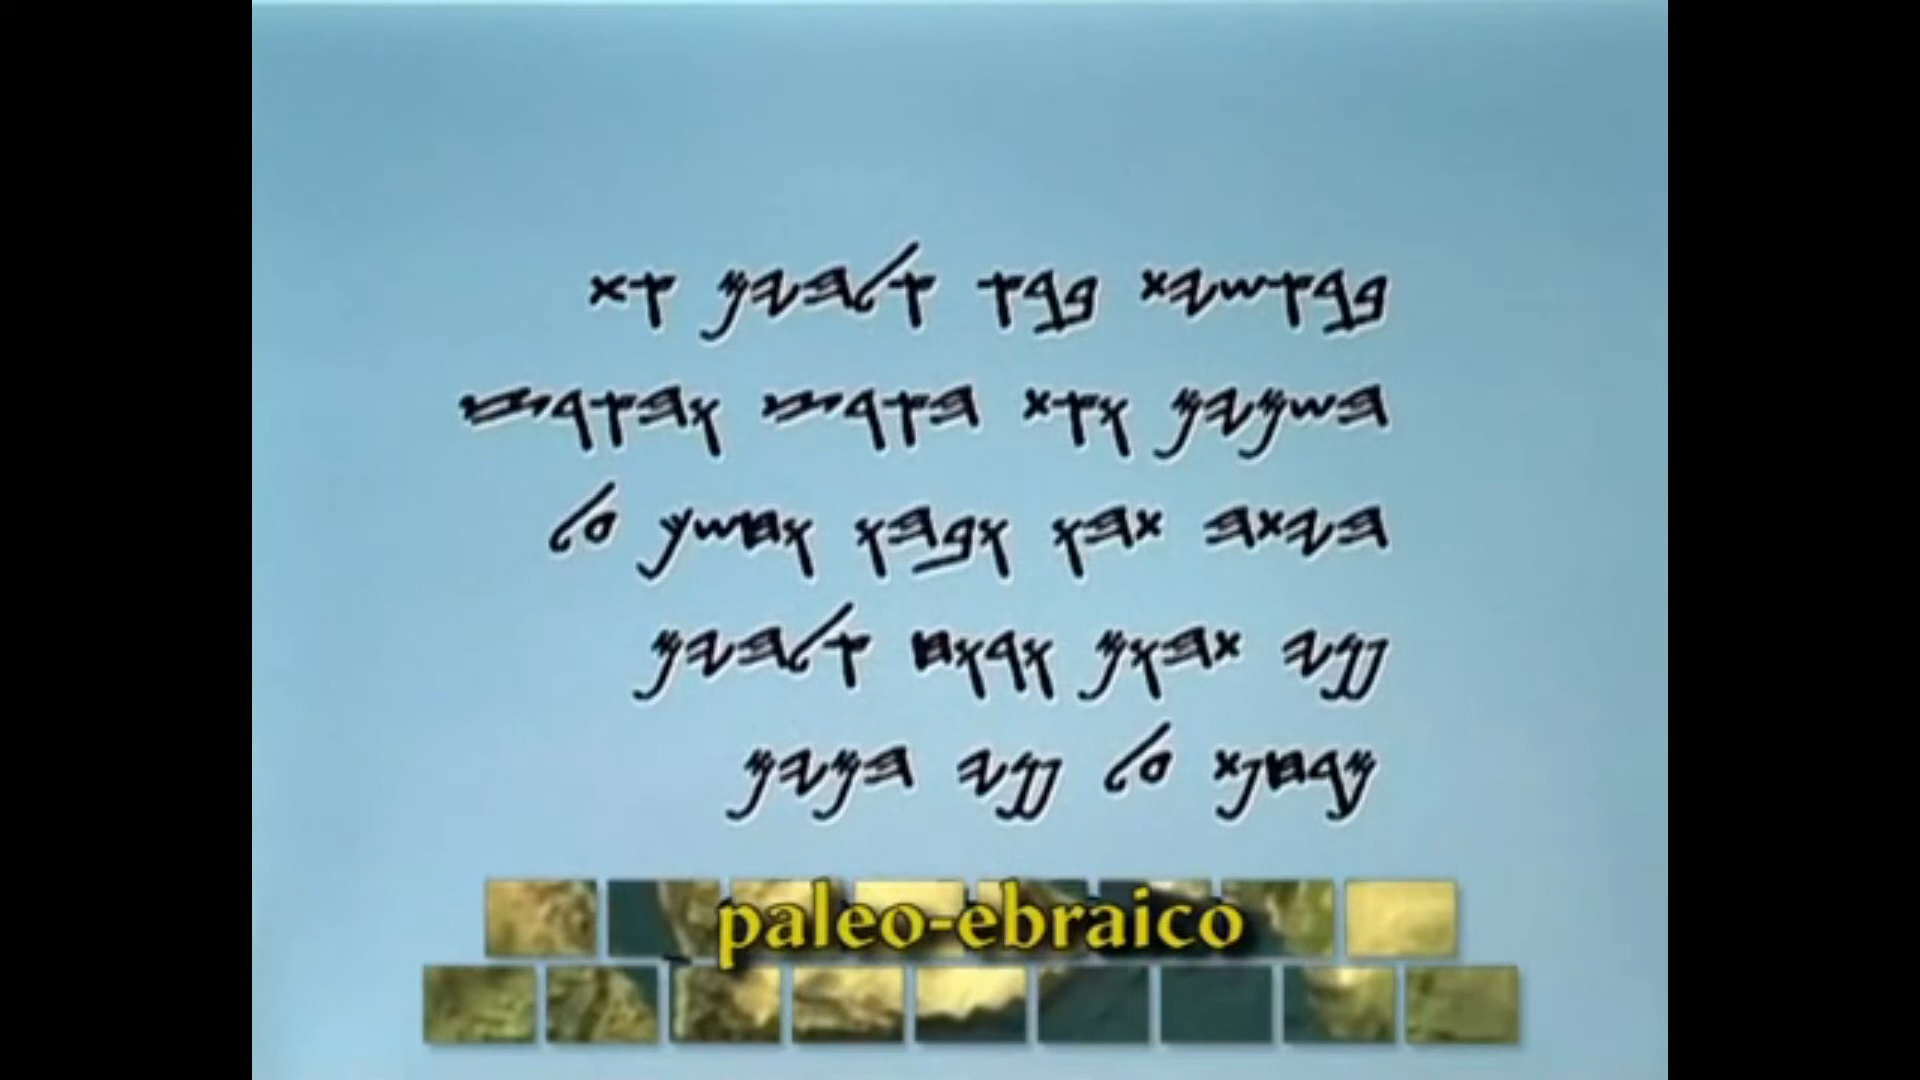 𐤁𐤓𐤀𐤔𐤉𐤕 𐤁𐤓𐤀 𐤀𐤋𐤄𐤉𐤌 𐤀𐤕
𐤄𐤔𐤌𐤉𐤌 𐤅𐤀𐤕 𐤄𐤀𐤓𐤑 𐤅𐤄𐤀𐤓𐤑
𐤄𐤉𐤕𐤄 𐤕𐤄𐤅 𐤅𐤁𐤄𐤅 𐤅𐤇𐤔𐤊 𐤏𐤋
𐤐𐤍𐤉 𐤕𐤄𐤅𐤌 𐤅𐤓𐤅𐤇 𐤀𐤋𐤄𐤉𐤌
𐤌𐤓𐤇𐤐𐤕 𐤏𐤋 𐤐𐤍𐤉 𐤄𐤌𐤉𐤌
paleo-ebraico